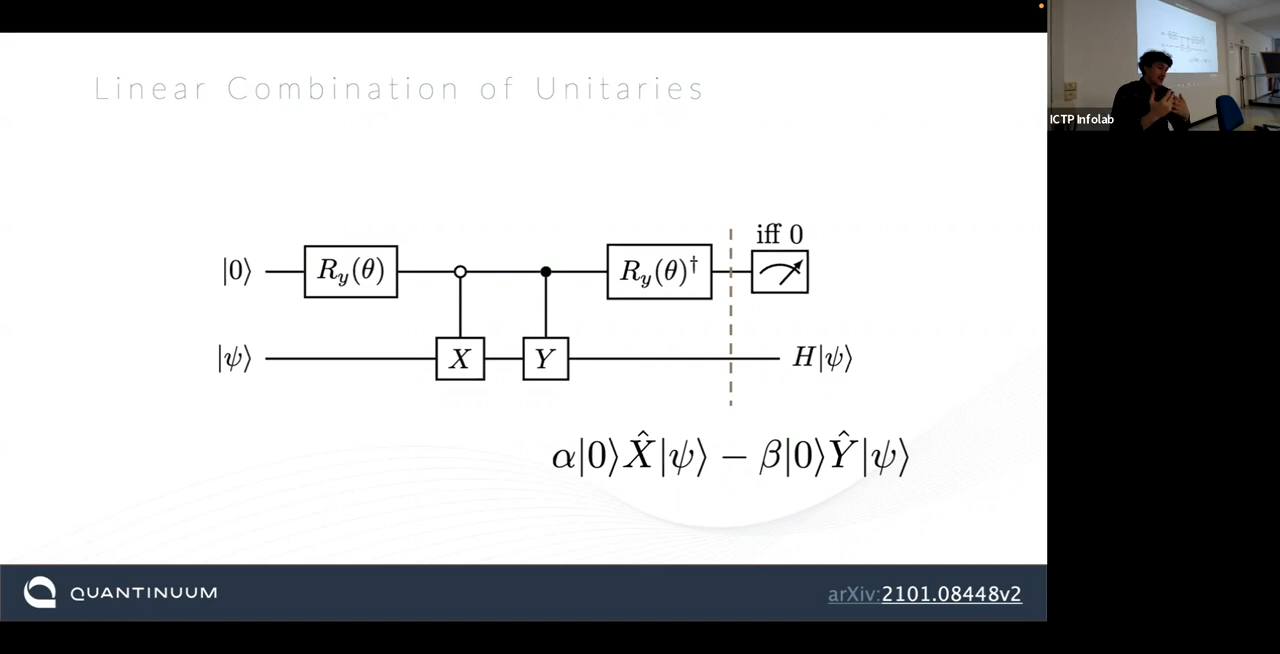 Linear Combination of Unitaries
ICTP Infolab
iff 0
|0⟩ R_y(θ) R_y(θ)†
|ψ⟩ X Y H|ψ⟩
α|0⟩X̂|ψ⟩ − β|0⟩Ŷ|ψ⟩
QUANTINUUM
arXiv:2101.08448v2